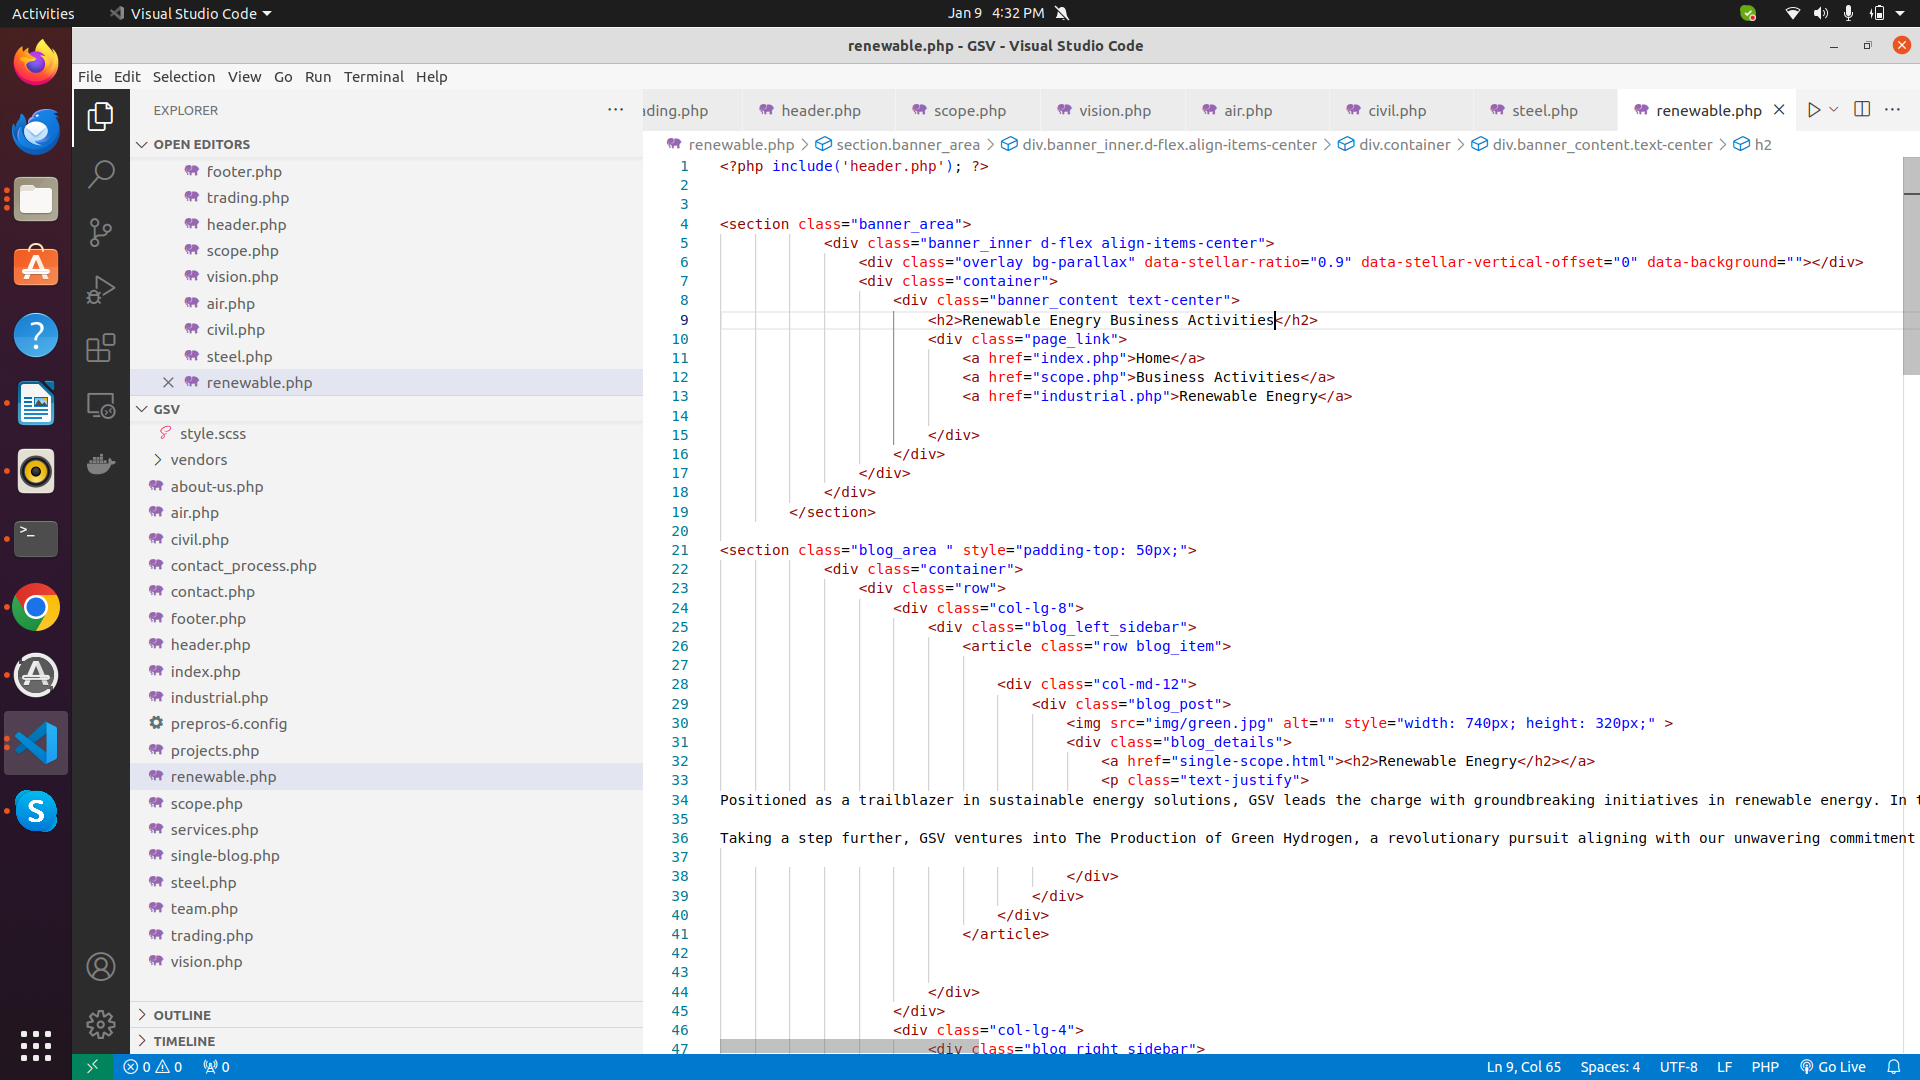 Activities
Visual Studio Code
Jan 9 4:32 PM
renewable.php - GSV - Visual Studio Code
File Edit Selection View Go Run Terminal Help
EXPLORER
OPEN EDITORS
footer.php
trading.php
header.php
scope.php
vision.php
air.php
civil.php
steel.php
renewable.php
GSV
style.scss
vendors
about-us.php
air.php
civil.php
contact_process.php
contact.php
footer.php
header.php
index.php
industrial.php
prepros-6.config
projects.php
renewable.php
scope.php
services.php
single-blog.php
steel.php
team.php
trading.php
vision.php
OUTLINE
TIMELINE
ding.php header.php scope.php vision.php air.php civil.php steel.php renewable.php
renewable.php > section.banner_area > div.banner_inner.d-flex.align-items-center > div.container > div.banner_content.text-center > h2
1 <?php include('header.php'); ?>
2
3
4 <section class="banner_area">
5 <div class="banner_inner d-flex align-items-center">
6 <div class="overlay bg-parallax" data-stellar-ratio="0.9" data-stellar-vertical-offset="0" data-background=""></div>
7 <div class="container">
8 <div class="banner_content text-center">
9 <h2>Renewable Enegry Business Activities</h2>
10 <div class="page_link">
11 <a href="index.php">Home</a>
12 <a href="scope.php">Business Activities</a>
13 <a href="industrial.php">Renewable Enegry</a>
14
15 </div>
16 </div>
17 </div>
18 </div>
19 </section>
20
21 <section class="blog_area " style="padding-top: 50px;">
22 <div class="container">
23 <div class="row">
24 <div class="col-lg-8">
25 <div class="blog_left_sidebar">
26 <article class="row blog_item">
27
28 <div class="col-md-12">
29 <div class="blog_post">
30 <img src="img/green.jpg" alt="" style="width: 740px; height: 320px;" >
31 <div class="blog_details">
32 <a href="single-scope.html"><h2>Renewable Enegry</h2></a>
33 <p class="text-justify">
34 Positioned as a trailblazer in sustainable energy solutions, GSV leads the charge with groundbreaking initiatives in renewable energy. In
35
36 Taking a step further, GSV ventures into The Production of Green Hydrogen, a revolutionary pursuit aligning with our unwavering commitment
37
38 </div>
39 </div>
40 </div>
41 </article>
42
43
44 </div>
45 </div>
46 <div class="col-lg-4">
47 <div class="blog_right_sidebar">
0 0 0
Ln 9, Col 65 Spaces: 4 UTF-8 LF PHP Go Live